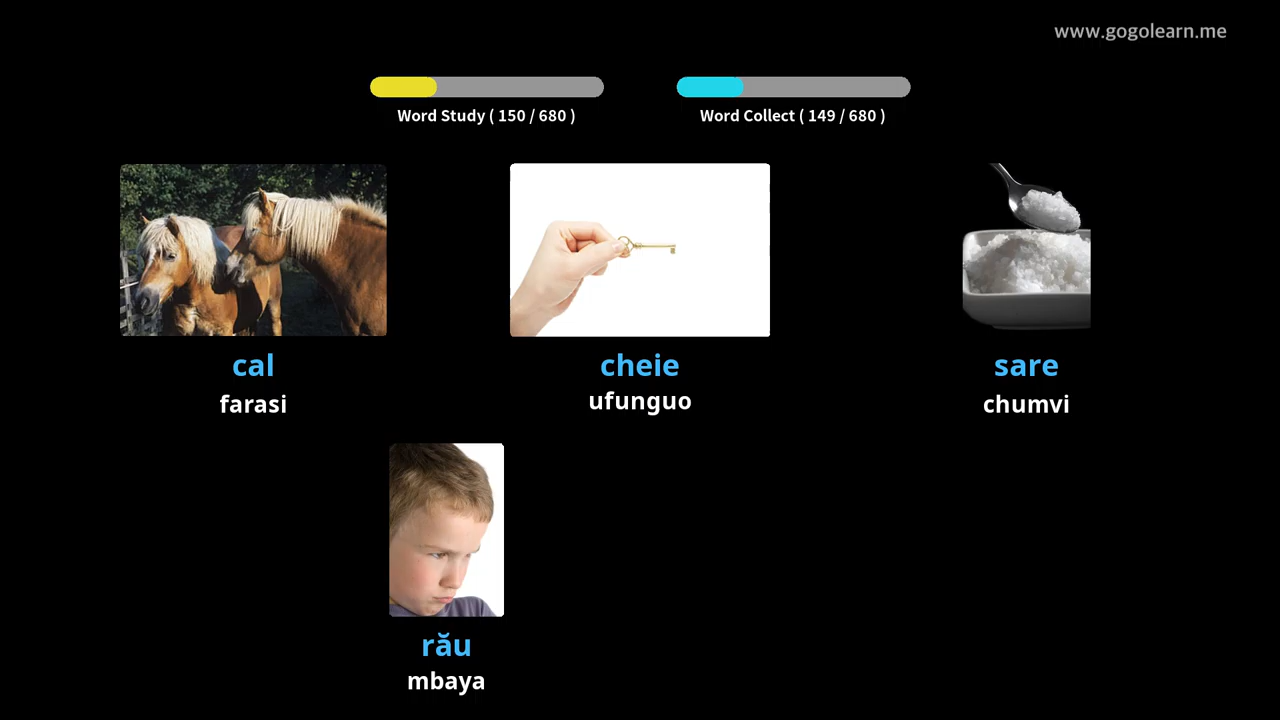 www.gogolearn.me
Word Study ( 150 / 680 )
Word Collect ( 149 / 680 )
cal
farasi
cheie
ufunguo
sare
chumvi
rău
mbaya